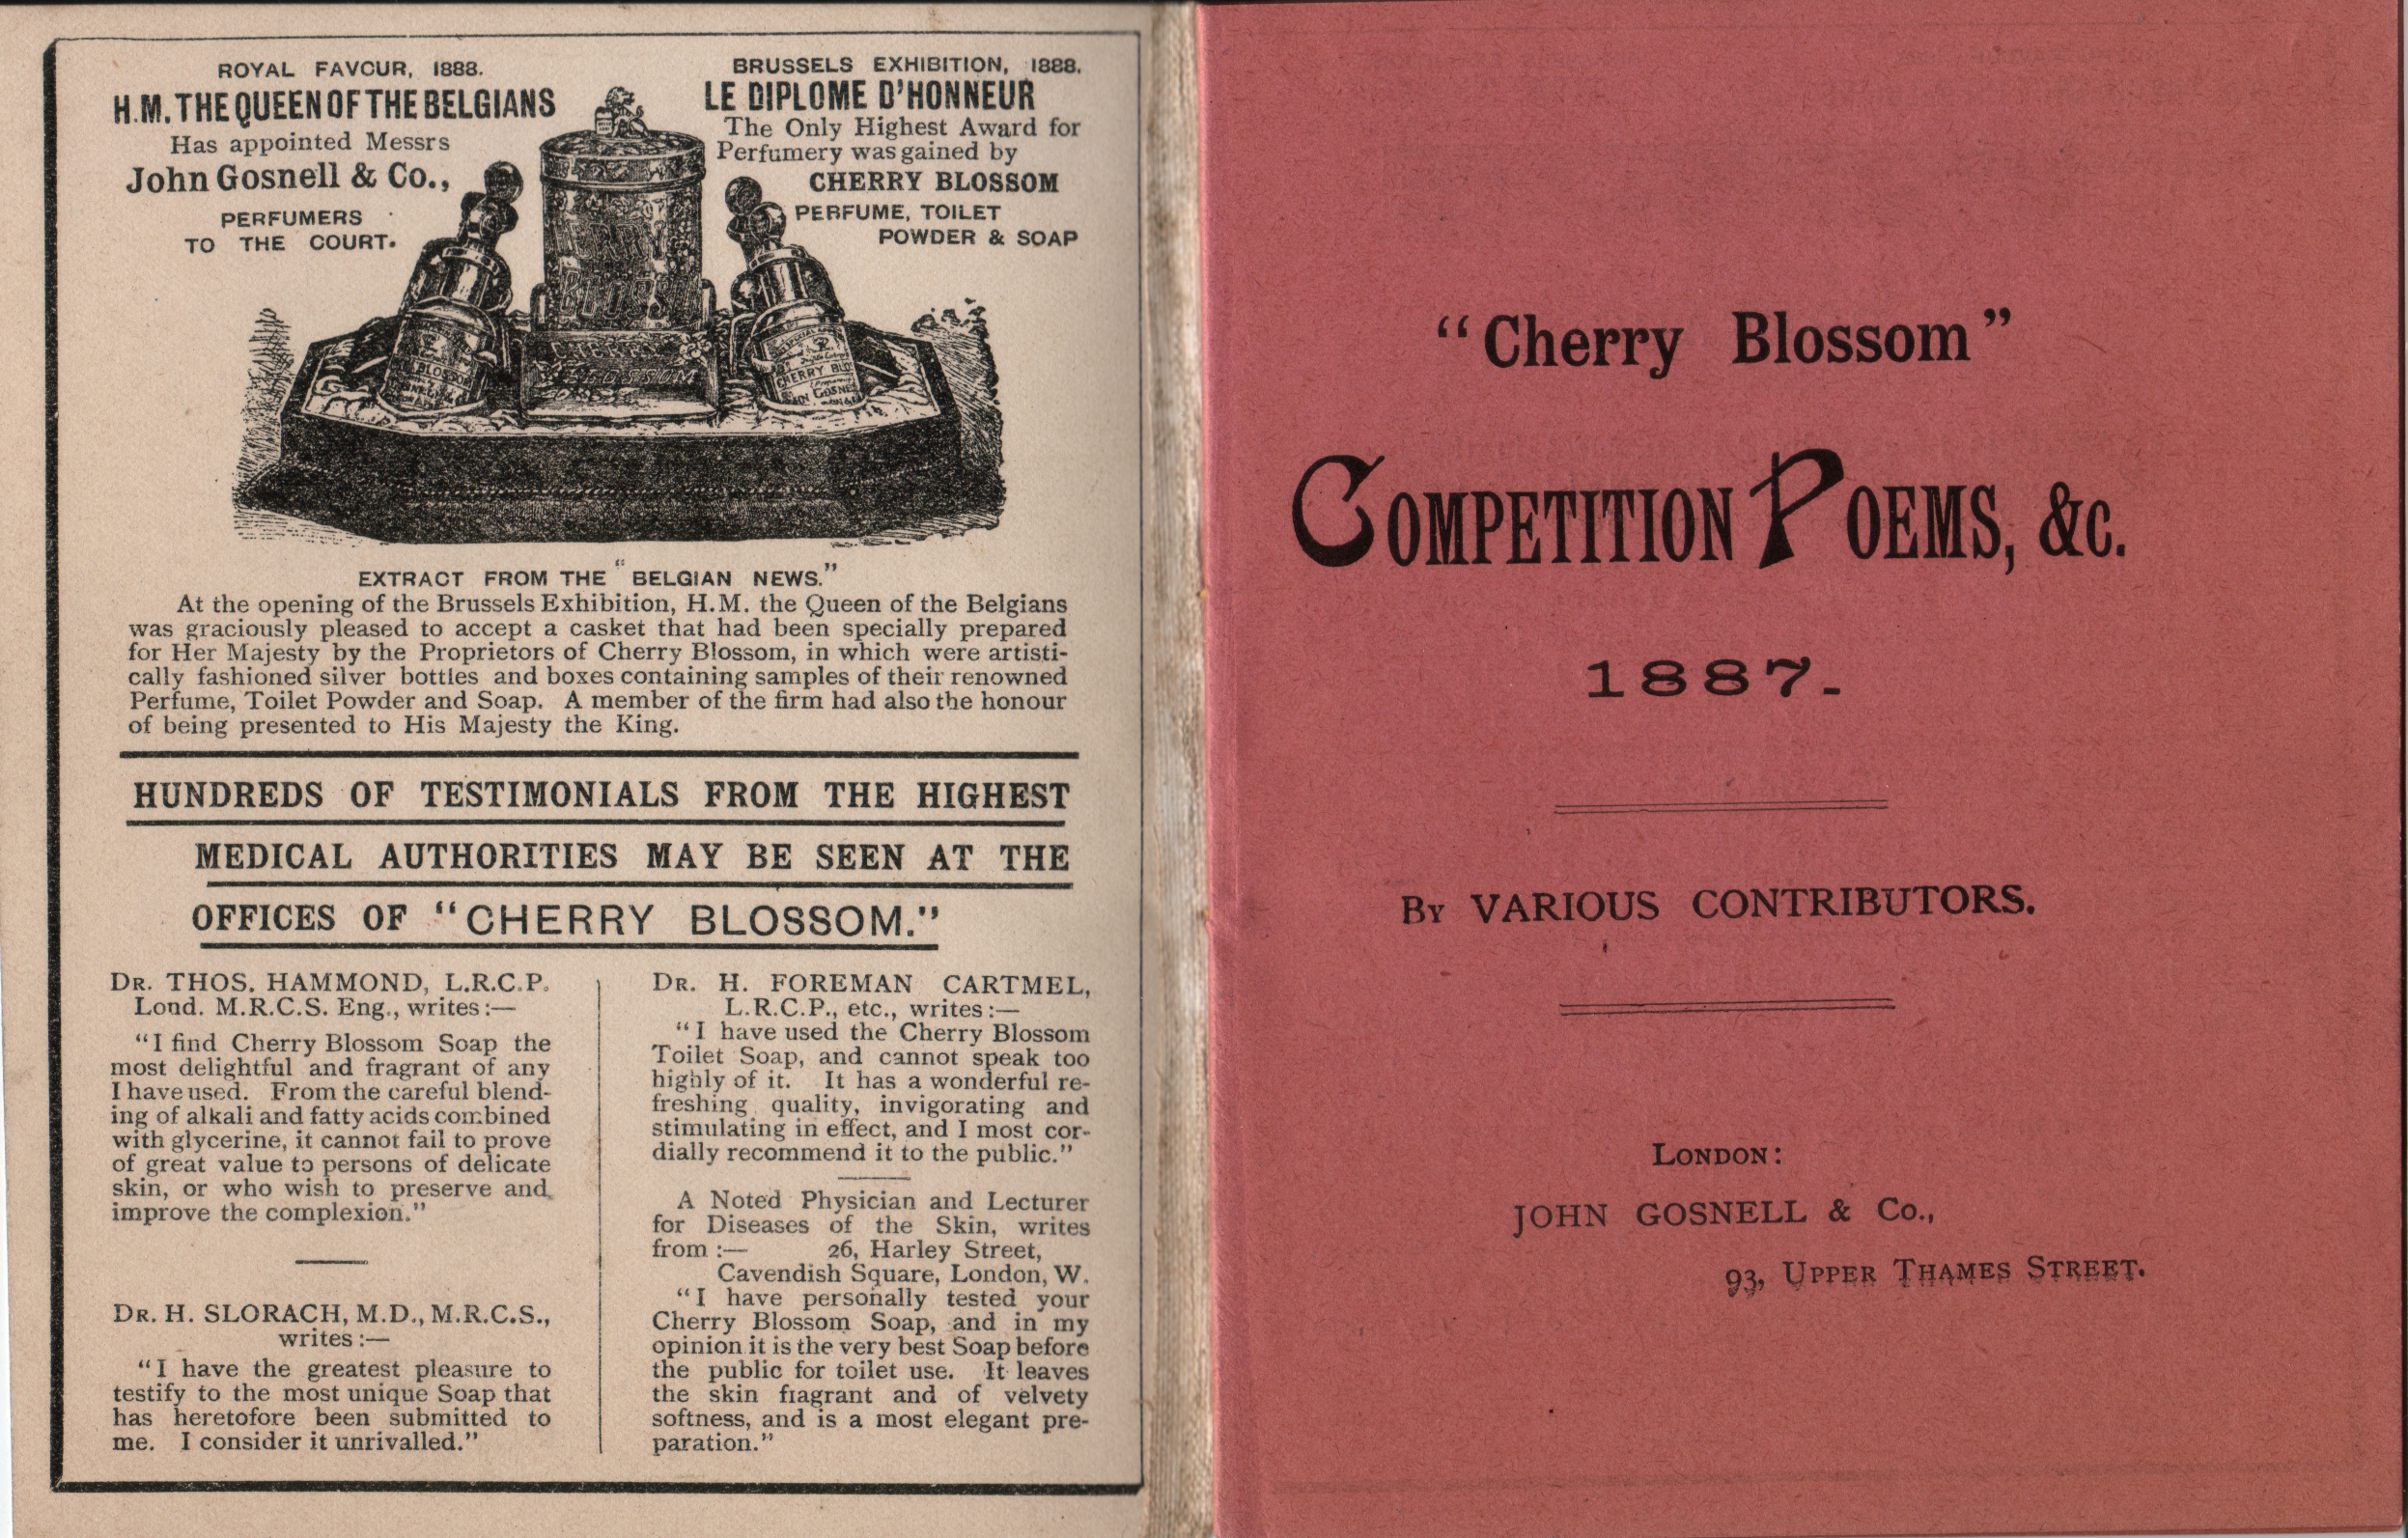 ROYAL FAVOUR, 1888.
H.M. THE QUEEN OF THE BELGIANS
Has appointed Messrs
John Gosnell & Co.,
PERFUMERS
TO THE COURT.
BRUSSELS EXHIBITION, 1888.
LE DIPLOME D'HONNEUR
The Only Highest Award for
Perfumery was gained by
CHERRY BLOSSOM
PERFUME, TOILET
POWDER & SOAP
CHERRY
BLOSSOM
CHERRY
BLOSSOM
BLOSSOM
CHERRY BLO
GOSNE
EXTRACT FROM THE "BELGIAN NEWS."
At the opening of the Brussels Exhibition, H.M. the Queen of the Belgians
was graciously pleased to accept a casket that had been specially prepared
for Her Majesty by the Proprietors of Cherry Blossom, in which were artisti-
cally fashioned silver bottles and boxes containing samples of their renowned
Perfume, Toilet Powder and Soap. A member of the firm had also the honour
of being presented to His Majesty the King.
HUNDREDS OF TESTIMONIALS FROM THE HIGHEST
MEDICAL AUTHORITIES MAY BE SEEN AT THE
OFFICES OF "CHERRY BLOSSOM."
DR. THOS. HAMMOND, L.R.C.P.
Lond. M.R.C.S. Eng., writes:—
"I find Cherry Blossom Soap the
most delightful and fragrant of any
I have used. From the careful blend-
ing of alkali and fatty acids combined
with glycerine, it cannot fail to prove
of great value to persons of delicate
skin, or who wish to preserve and
improve the complexion."
DR. H. SLORACH, M.D., M.R.C.S.,
writes:—
"I have the greatest pleasure to
testify to the most unique Soap that
has heretofore been submitted to
me. I consider it unrivalled."
DR. H. FOREMAN CARTMEL,
L.R.C.P., etc., writes:—
"I have used the Cherry Blossom
Toilet Soap, and cannot speak too
highly of it. It has a wonderful re-
freshing quality, invigorating and
stimulating in effect, and I most cor-
dially recommend it to the public."
A Noted Physician and Lecturer
for Diseases of the Skin, writes
from:— 26, Harley Street,
Cavendish Square, London, W.
"I have personally tested your
Cherry Blossom Soap, and in my
opinion it is the very best Soap before
the public for toilet use. It leaves
the skin fragrant and of velvety
softness, and is a most elegant pre-
paration."
"Cherry Blossom"
COMPETITION POEMS, &c.
1887.
BY VARIOUS CONTRIBUTORS.
LONDON:
JOHN GOSNELL & Co.,
93, UPPER THAMES STREET.